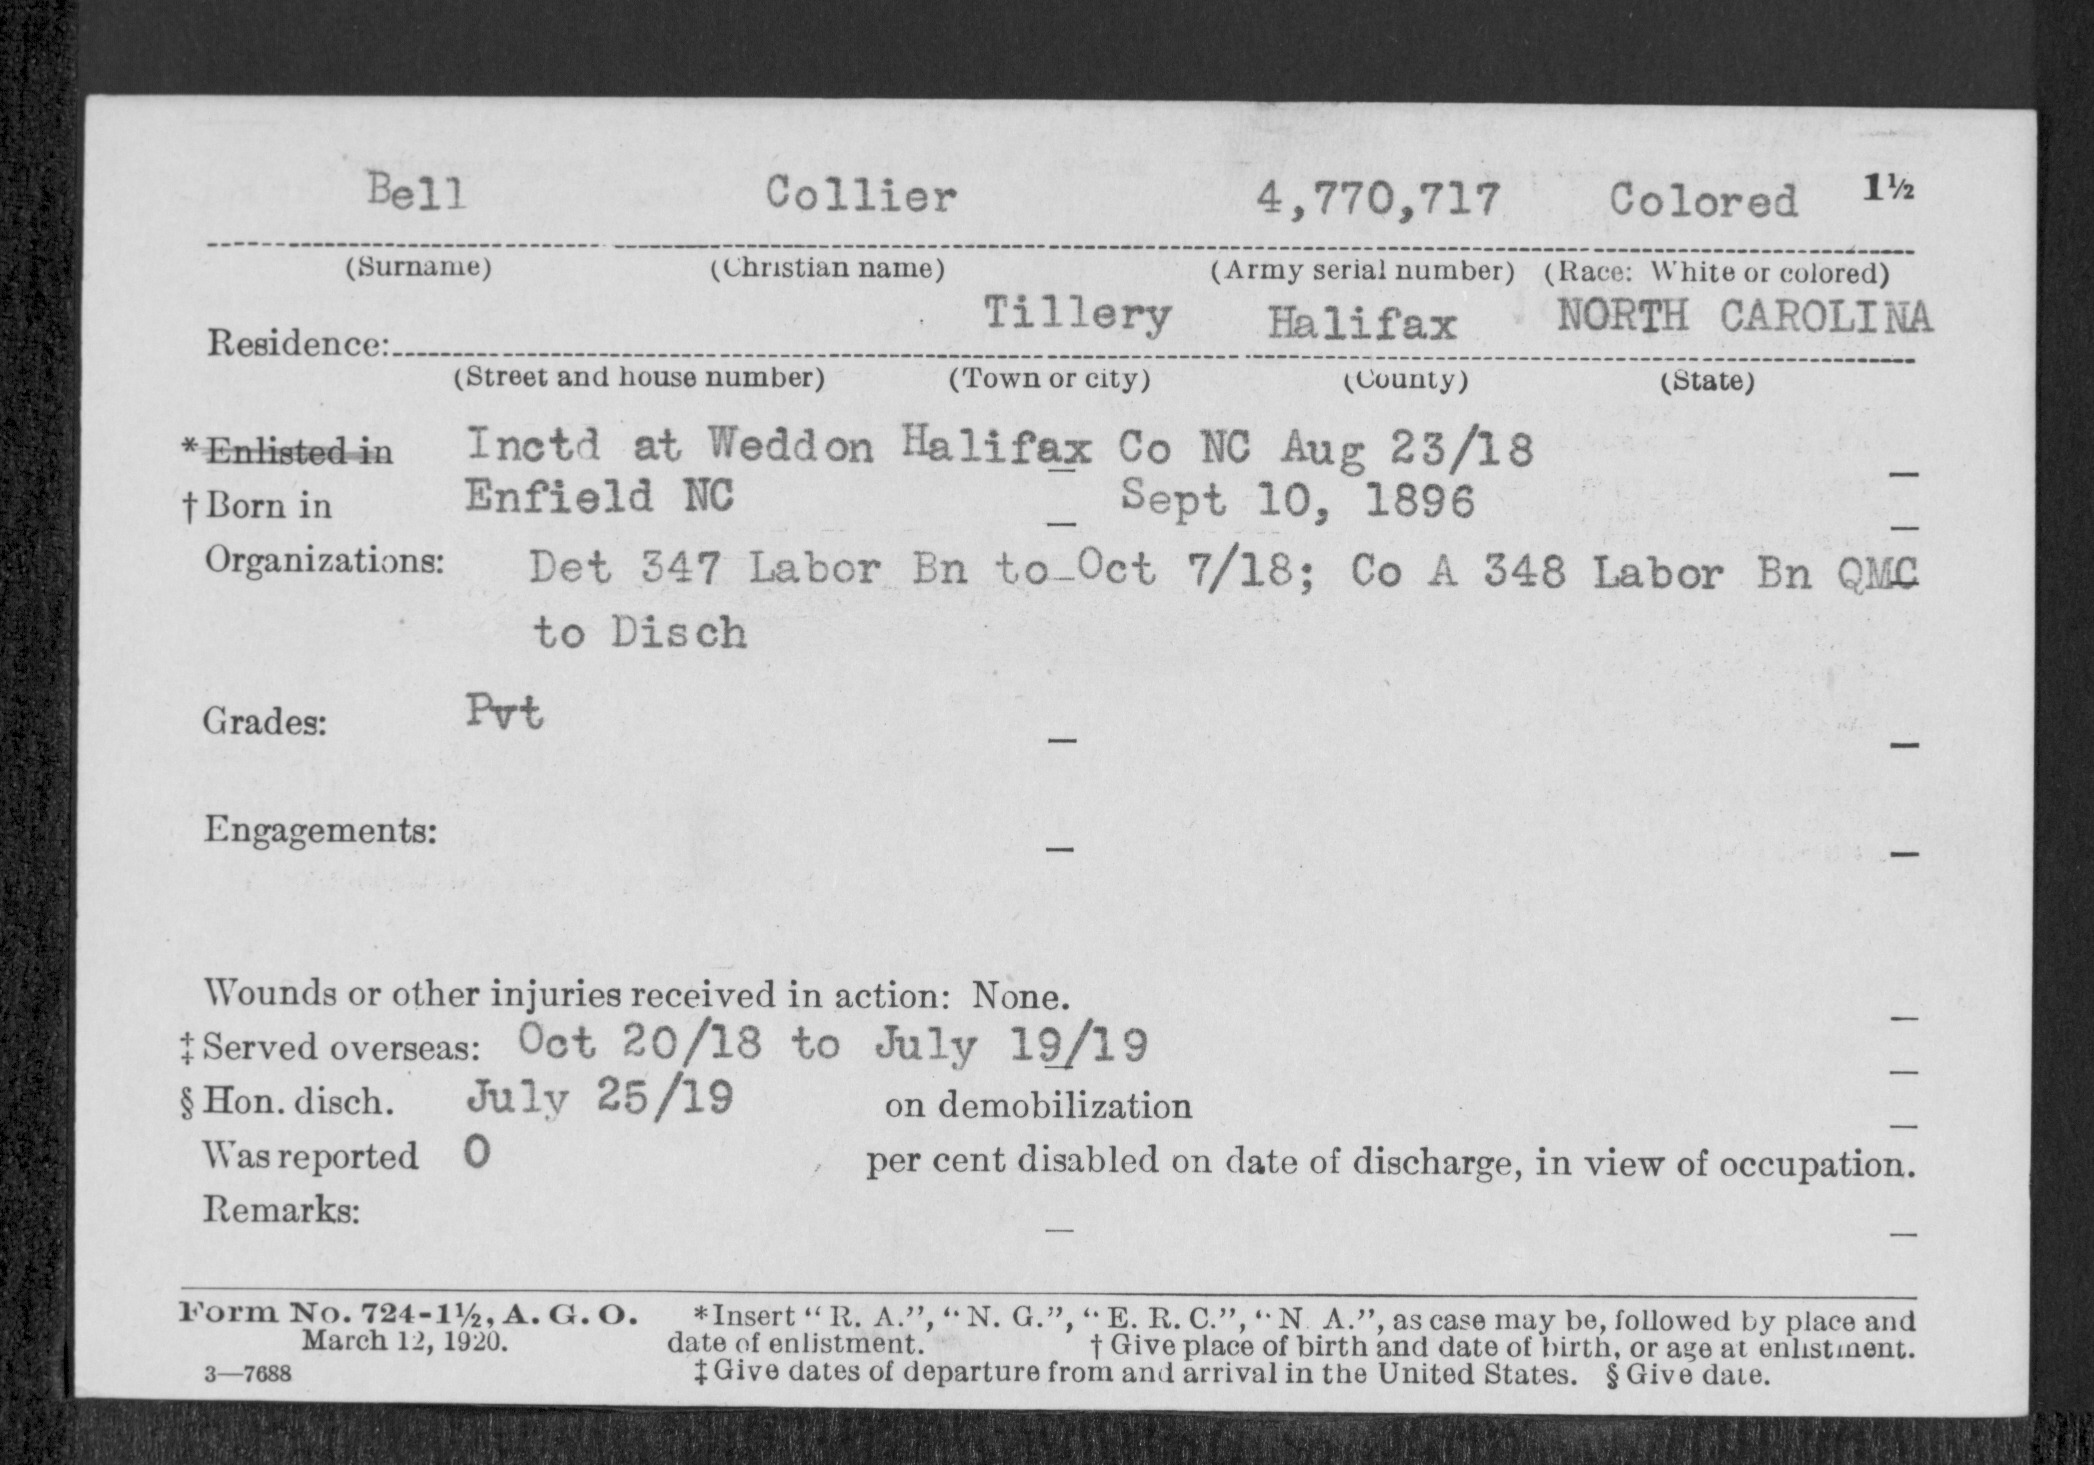 Bell Collier 4,770,717 Colored 1½
(Surname) (Christian name) (Army serial number) (Race: White or colored)
Residence: Tillery Halifax NORTH CAROLINA
(Street and house number) (Town or city) (County) (State)
*Enlisted in Inctd at Weddon Halifax Co NC Aug 23/18
†Born in Enfield NC Sept 10, 1896
Organizations: Det 347 Labor Bn to Oct 7/18; Co A 348 Labor Bn QMC
to Disch
Grades: Pvt
Engagements:
Wounds or other injuries received in action: None.
‡Served overseas: Oct 20/18 to July 19/19
§Hon. disch. July 25/19 on demobilization
Was reported 0 per cent disabled on date of discharge, in view of occupation.
Remarks:
Form No. 724-1½, A. G. O. *Insert "R. A.", "N. G.", "E. R. C.", "N. A.", as case may be, followed by place and
March 12, 1920. date of enlistment. †Give place of birth and date of birth, or age at enlistment.
3—7688 ‡Give dates of departure from and arrival in the United States. §Give date.